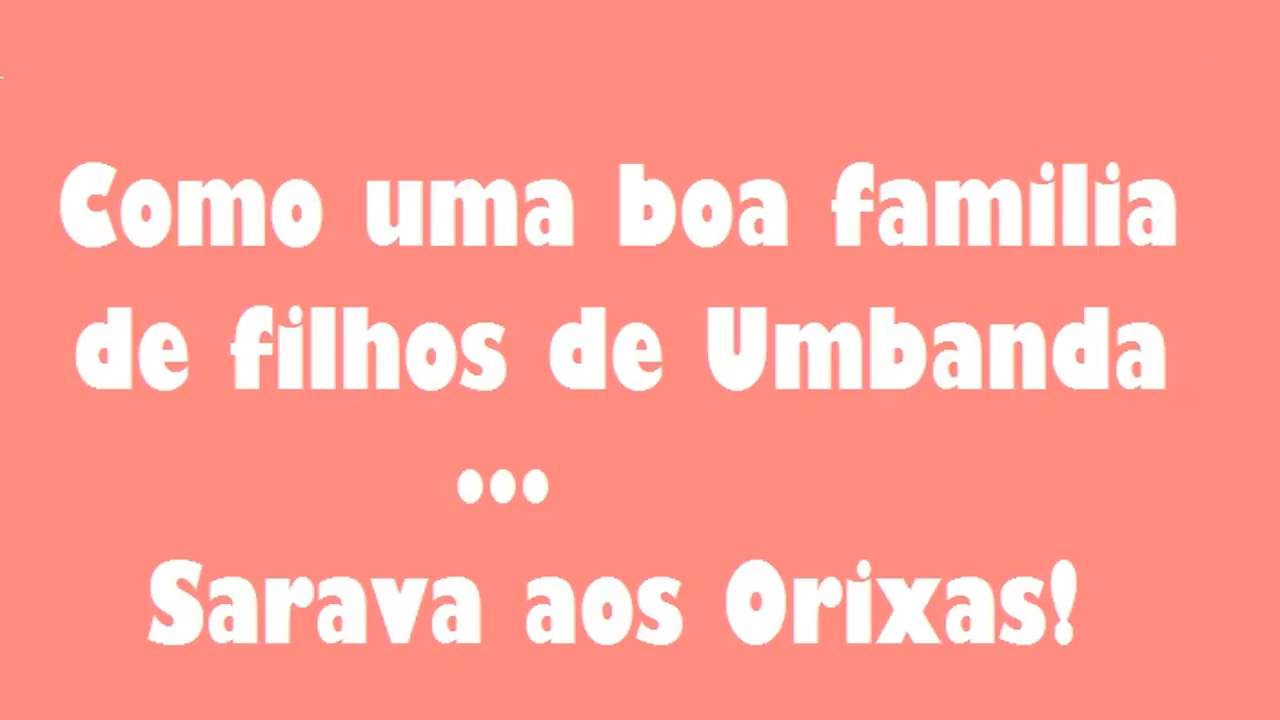 Como uma boa familia
de filhos de Umbanda
...
Sarava aos Orixas!